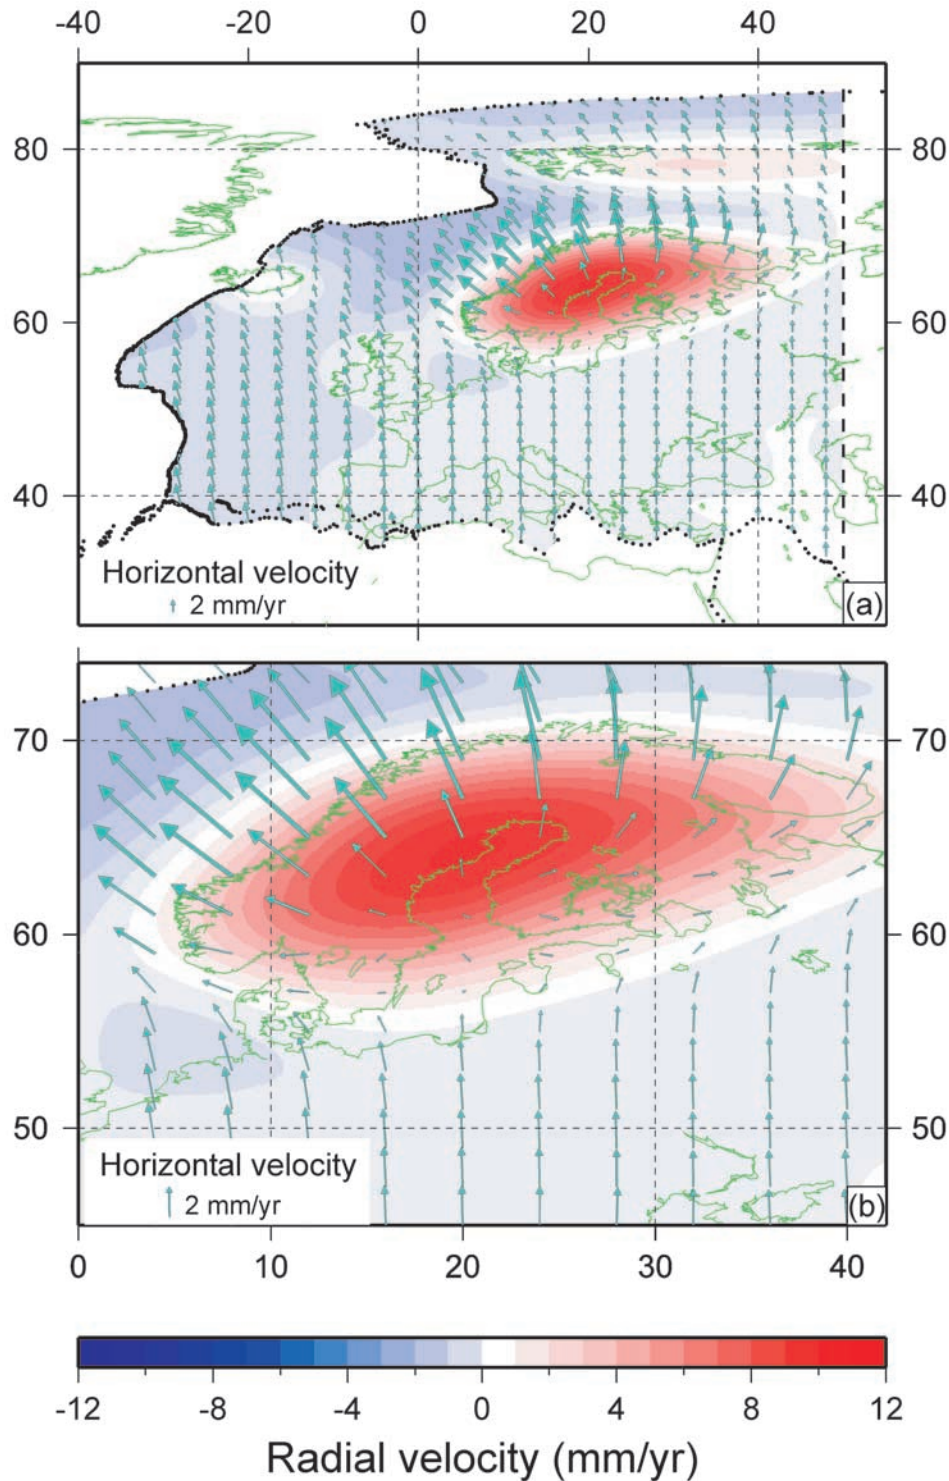 -40 -20 0 20 40
80 80
60 60
40 40
Horizontal velocity
2 mm/yr
(a)
70 70
60 60
50 50
Horizontal velocity
2 mm/yr
(b)
0 10 20 30 40
-12 -8 -4 0 4 8 12
Radial velocity (mm/yr)